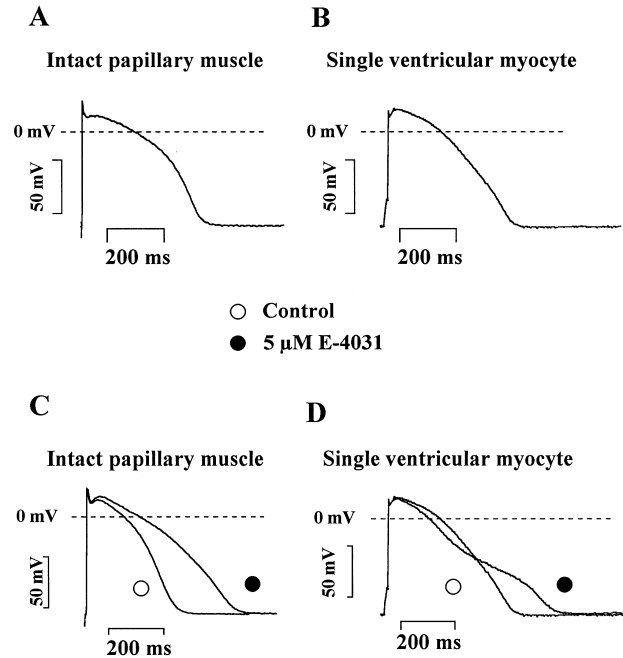 A
B
Intact papillary muscle
Single ventricular myocyte
0 mV
0 mV
50 mV
50 mV
200 ms
200 ms
Control
5 µM E-4031
C
D
Intact papillary muscle
Single ventricular myocyte
0 mV
0 mV
50 mV
50 mV
200 ms
200 ms